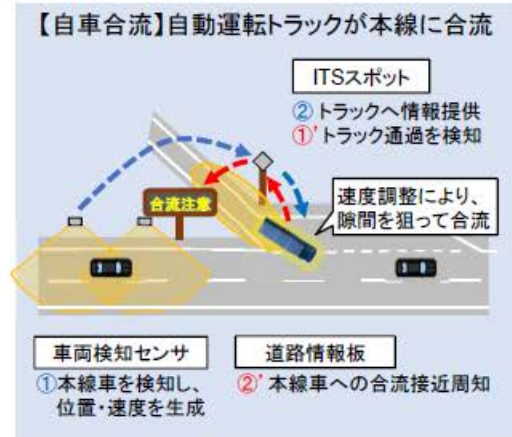 【自車合流】自動運転トラックが本線に合流
ITSスポット
② トラックへ情報提供
①’トラック通過を検知
合流注意
速度調整により、
隙間を狙って合流
車両検知センサ
①本線車を検知し、
位置・速度を生成
道路情報板
②’本線車への合流接近周知